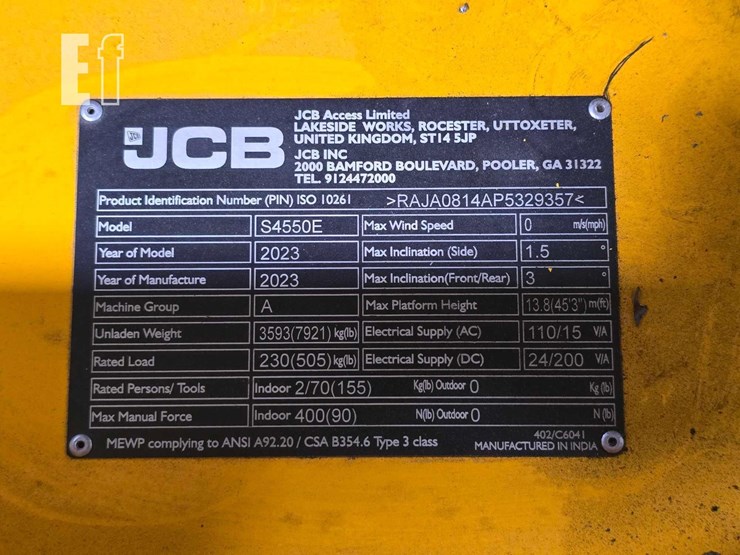 Ef
JCB
JCB Access Limited
LAKESIDE WORKS, ROCESTER, UTTOXETER,
UNITED KINGDOM, ST14 5JP
JCB INC
2000 BAMFORD BOULEVARD, POOLER, GA 31322
TEL. 9124472000
Product Identification Number (PIN) ISO 10261 >RAJA0814AP5329357<
Model S4550E Max Wind Speed 0 m/s(mph)
Year of Model 2023 Max Inclination (Side) 1.5 °
Year of Manufacture 2023 Max Inclination(Front/Rear) 3 °
Machine Group A Max Platform Height 13.8(45'3") m(ft)
Unladen Weight 3593(7921) kg(lb) Electrical Supply (AC) 110/15 V/A
Rated Load 230(505) kg(lb) Electrical Supply (DC) 24/200 V/A
Rated Persons/ Tools Indoor 2/70(155) Kg(lb) Outdoor 0 Kg (lb)
Max Manual Force Indoor 400(90) N(lb) Outdoor 0 N (lb)
MEWP complying to ANSI A92.20 / CSA B354.6 Type 3 class
402/C6041
MANUFACTURED IN INDIA